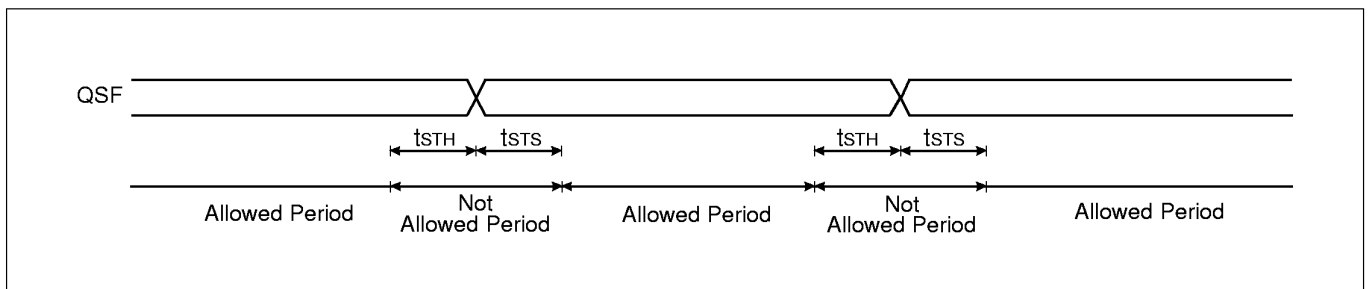 QSF
tSTH tSTS tSTH tSTS
Allowed Period Not Allowed Period Not Allowed Period
Allowed Period Allowed Period